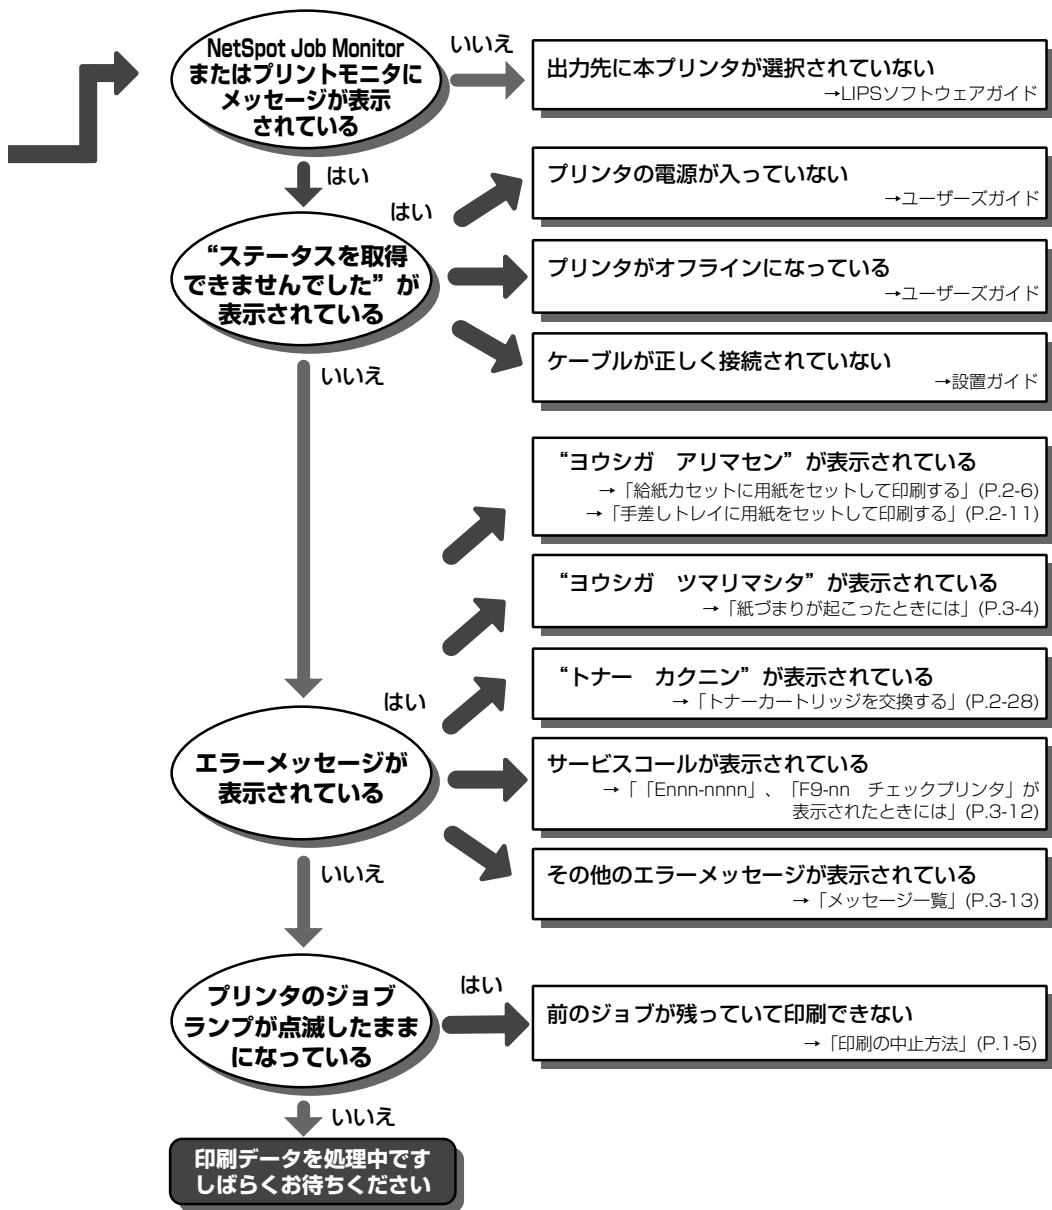 NetSpot Job Monitor
またはプリントモニタに
メッセージが表示
されている
いいえ
出力先に本プリンタが選択されていない
→LIPSソフトウェアガイド
はい
はい
プリンタの電源が入っていない
→ユーザーズガイド
“ステータスを取得
できませんでした”が
表示されている
プリンタがオフラインになっている
→ユーザーズガイド
ケーブルが正しく接続されていない
→設置ガイド
いいえ
“ヨウシガ　アリマセン”が表示されている
→「給紙カセットに用紙をセットして印刷する」(P.2-6)
→「手差しトレイに用紙をセットして印刷する」(P.2-11)
“ヨウシガ　ツマリマシタ”が表示されている
→「紙づまりが起こったときには」(P.3-4)
“トナー　カクニン”が表示されている
→「トナーカートリッジを交換する」(P.2-28)
はい
エラーメッセージが
表示されている
サービスコールが表示されている
→「「Ennn-nnnn」、「F9-nn　チェックプリンタ」が
表示されたときには」(P.3-12)
その他のエラーメッセージが表示されている
→「メッセージ一覧」(P.3-13)
いいえ
プリンタのジョブ
ランプが点滅したまま
になっている
はい
前のジョブが残っていて印刷できない
→「印刷の中止方法」(P.1-5)
いいえ
印刷データを処理中です
しばらくお待ちください